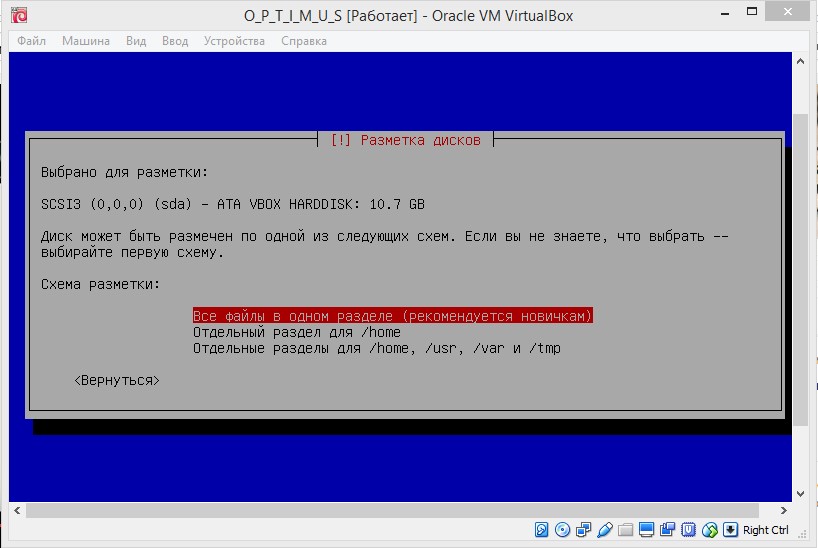 O_P_T_I_M_U_S [Работает] - Oracle VM VirtualBox
Файл Машина Вид Ввод Устройства Справка
[!] Разметка дисков
Выбрано для разметки:
SCSI3 (0,0,0) (sda) - ATA VBOX HARDDISK: 10.7 GB
Диск может быть размечен по одной из следующих схем. Если вы не знаете, что выбрать --
выбирайте первую схему.
Схема разметки:
Все файлы в одном разделе (рекомендуется новичкам)
Отдельный раздел для /home
Отдельные разделы для /home, /usr, /var и /tmp
<Вернуться>
Right Ctrl